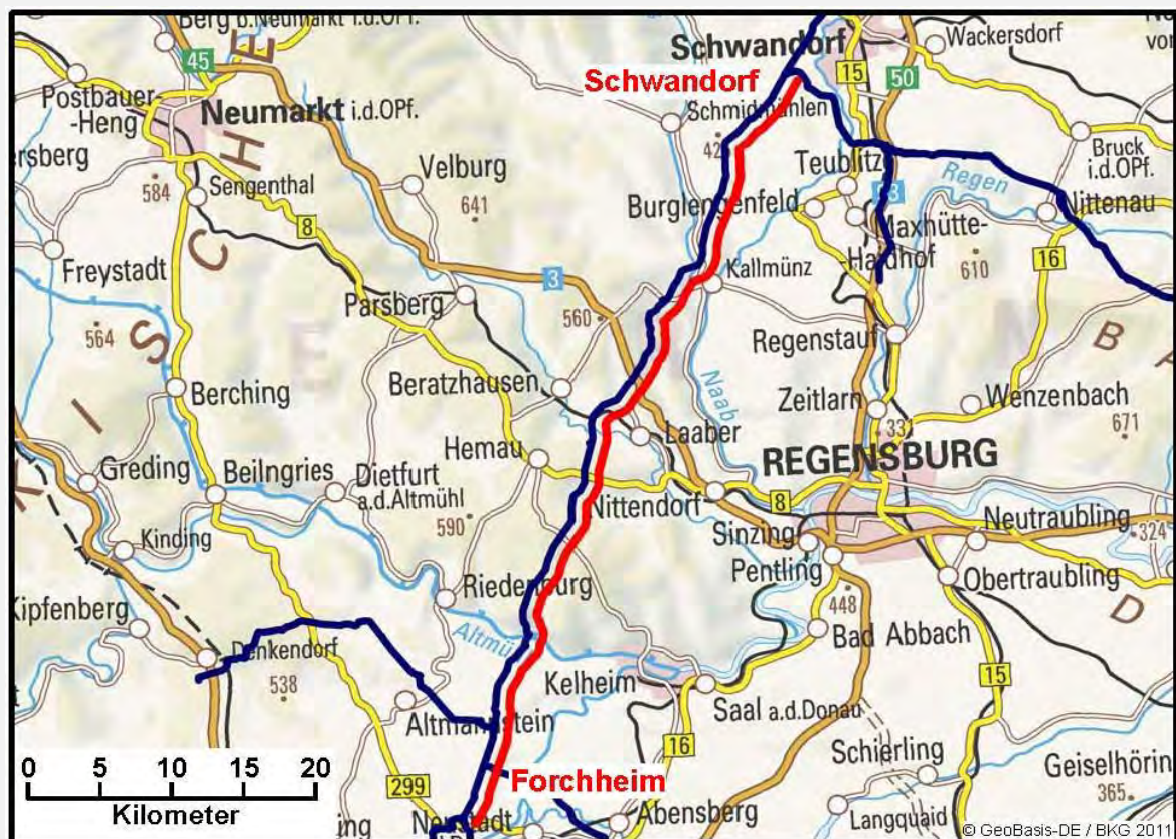 Berg b.Neumarkt i.d.OPf.
Schwandorf
Wackersdorf
45
15
50
Schwandorf
Postbauer-
-Heng
Neumarkt i.d.OPf.
Schmidmühlen
ersberg
Velburg
Teublitz
Bruck
i.d.OPf.
584
Sengenthal
641
Regen
Burglengenfeld
Nittenau
8
Maxhütte-
Haidhof
Freystadt
3
Kallmünz
610
16
Parsberg
564
560
Regenstauf
Naab
Beratzhausen
Berching
Zeitlarn
Wenzenbach
Laaber
671
Hemau
REGENSBURG
Greding
Beilngries
Dietfurt
a.d.Altmühl
Nittendorf
8
590
Sinzing
Neutraubling
324
Kinding
Pentling
Obertraubling
Riedenburg
Kipfenberg
448
Bad Abbach
Denkendorf
538
Kelheim
15
Saal a.d.Donau
Altmannstein
16
Schierling
Geiselhörin
0 5 10 15 20
Kilometer
299
Forchheim
365
Abensberg
Langquaid
© GeoBasis-DE / BKG 2011